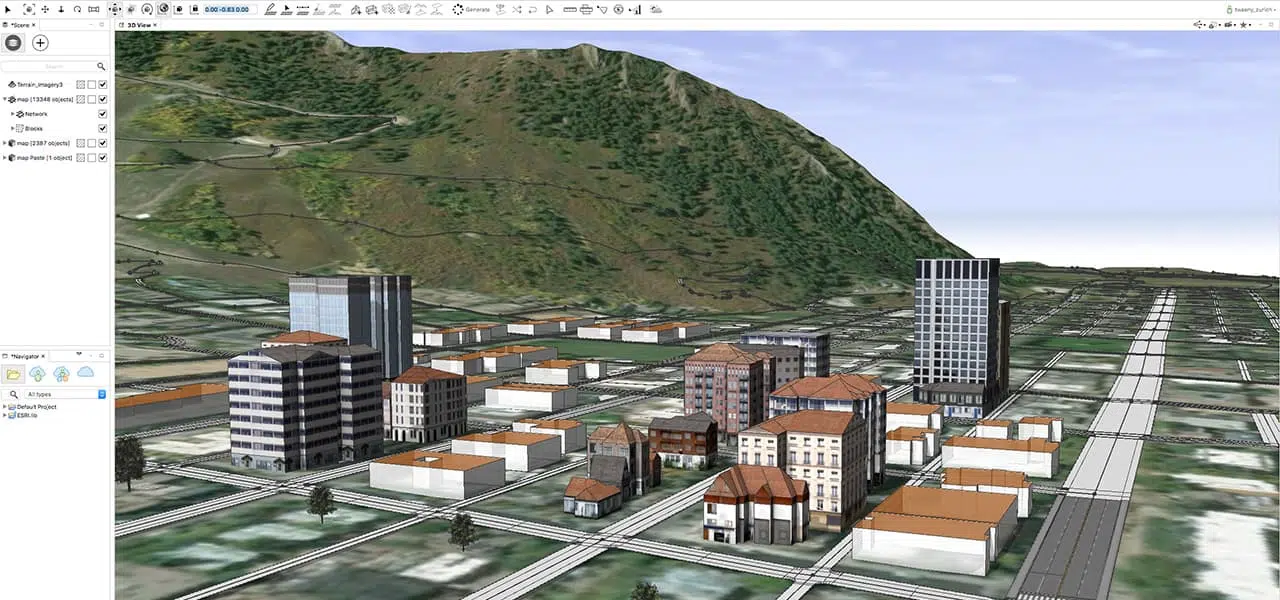 0.00 -0.63 0.00
Generate
tweeny_zurich
*Scene
3D View
Search
Terrain_Imagery3
map [13348 objects]
Network
Blocks
map [2387 objects]
map Paste [1 object]
*Navigator
All types
Default Project
ESRI.lib